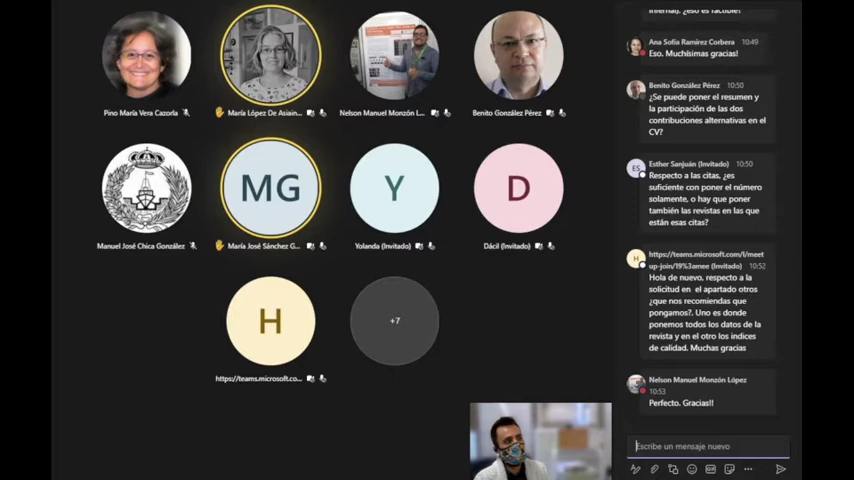 Pino María Vera Cazorla
María López De Asiain...
Nelson Manuel Monzón L...
Benito González Pérez
MG
Y
D
Manuel José Chica González
María José Sánchez G...
Yolanda (Invitado)
Dácil (Invitado)
H
+7
https://teams.microsoft.co...
Ana Sofía Ramírez Corbera 10:49
Eso. Muchísimas gracias!
Benito González Pérez 10:50
¿Se puede poner el resumen y
la participación de las dos
contribuciones alternativas en el
CV?
ES
Esther Sanjuán (Invitado) 10:50
Respecto a las citas, ¿es
suficiente con poner el número
solamente, o hay que poner
también las revistas en las que
están esas citas?
H
https://teams.microsoft.com/l/meet
up-join/19%3amee (Invitado) 10:52
Hola de nuevo, respecto a la
solicitud en el apartado otros
¿que nos recomiendas que
pongamos?. Uno es donde
ponemos todos los datos de la
revista y en el otro los indices
de calidad. Muchas gracias
Nelson Manuel Monzón López
10:53
Perfecto. Gracias!!
Escribe un mensaje nuevo
GIF